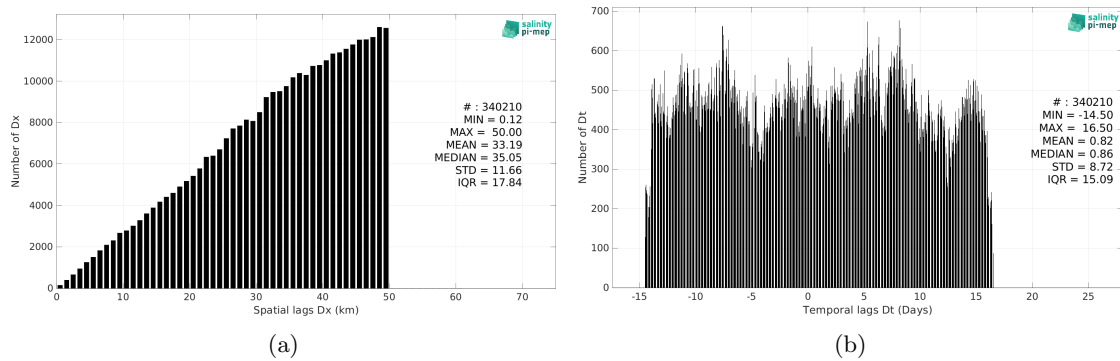 salinity
pi-mep
12000
10000
8000
6000
4000
2000
0
Number of Dx
# : 340210
MIN = 0.12
MAX = 50.00
MEAN = 33.19
MEDIAN = 35.05
STD = 11.66
IQR = 17.84
0 10 20 30 40 50 60 70
Spatial lags Dx (km)
(a)
salinity
pi-mep
700
600
500
400
300
200
100
0
Number of Dt
# : 340210
MIN = -14.50
MAX = 16.50
MEAN = 0.82
MEDIAN = 0.86
STD = 8.72
IQR = 15.09
-15 -10 -5 0 5 10 15 20 25
Temporal lags Dt (Days)
(b)